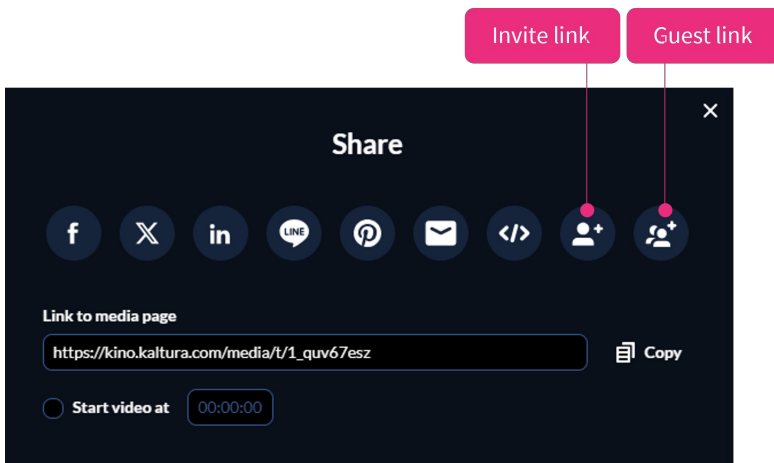 Invite link
Guest link
Share
f
X
in
LINE
</>
Link to media page
https://kino.kaltura.com/media/t/1_quv67esz
Copy
Start video at
00:00:00